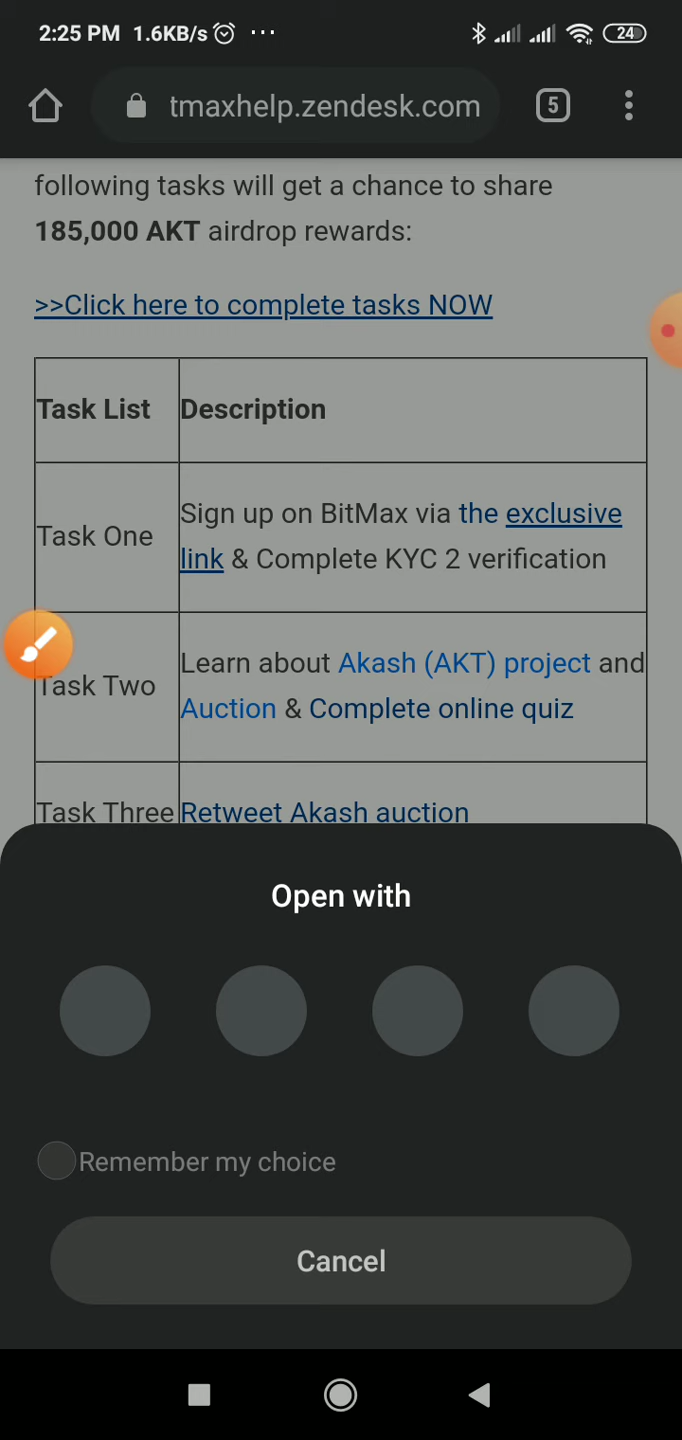 2:25 PM 1.6KB/s ...
24
tmaxhelp.zendesk.com
5
following tasks will get a chance to share
185,000 AKT airdrop rewards:
>>Click here to complete tasks NOW
Task List Description
Task One
Sign up on BitMax via the exclusive
link & Complete KYC 2 verification
Task Two
Learn about Akash (AKT) project and
Auction & Complete online quiz
Task Three Retweet Akash auction
Open with
Remember my choice
Cancel